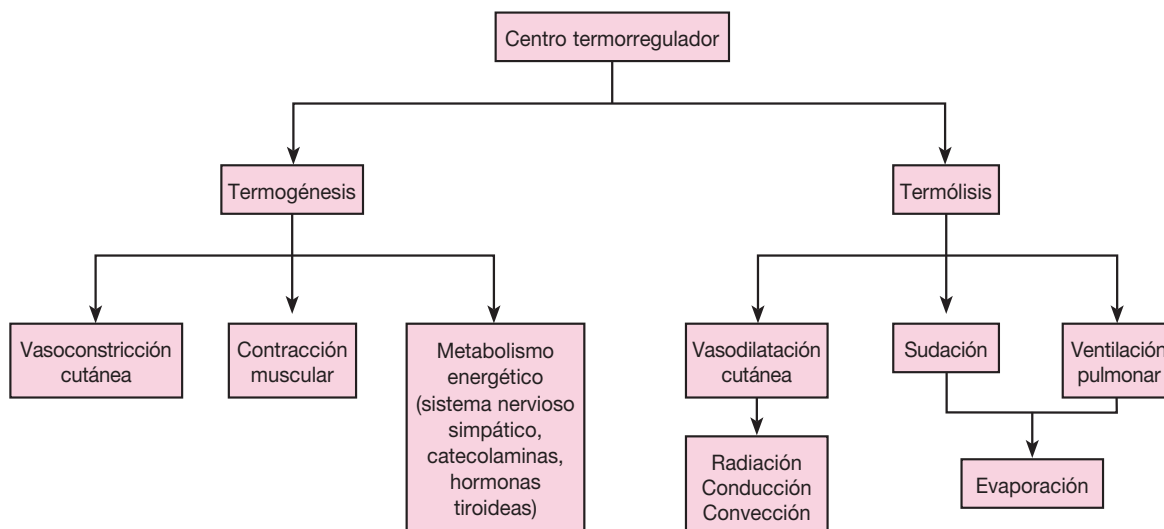 Centro termorregulador
Termogénesis
Termólisis
Vasoconstricción
cutánea
Contracción
muscular
Metabolismo
energético
(sistema nervioso
simpático,
catecolaminas,
hormonas
tiroideas)
Vasodilatación
cutánea
Sudación
Ventilación
pulmonar
Radiación
Conducción
Convección
Evaporación